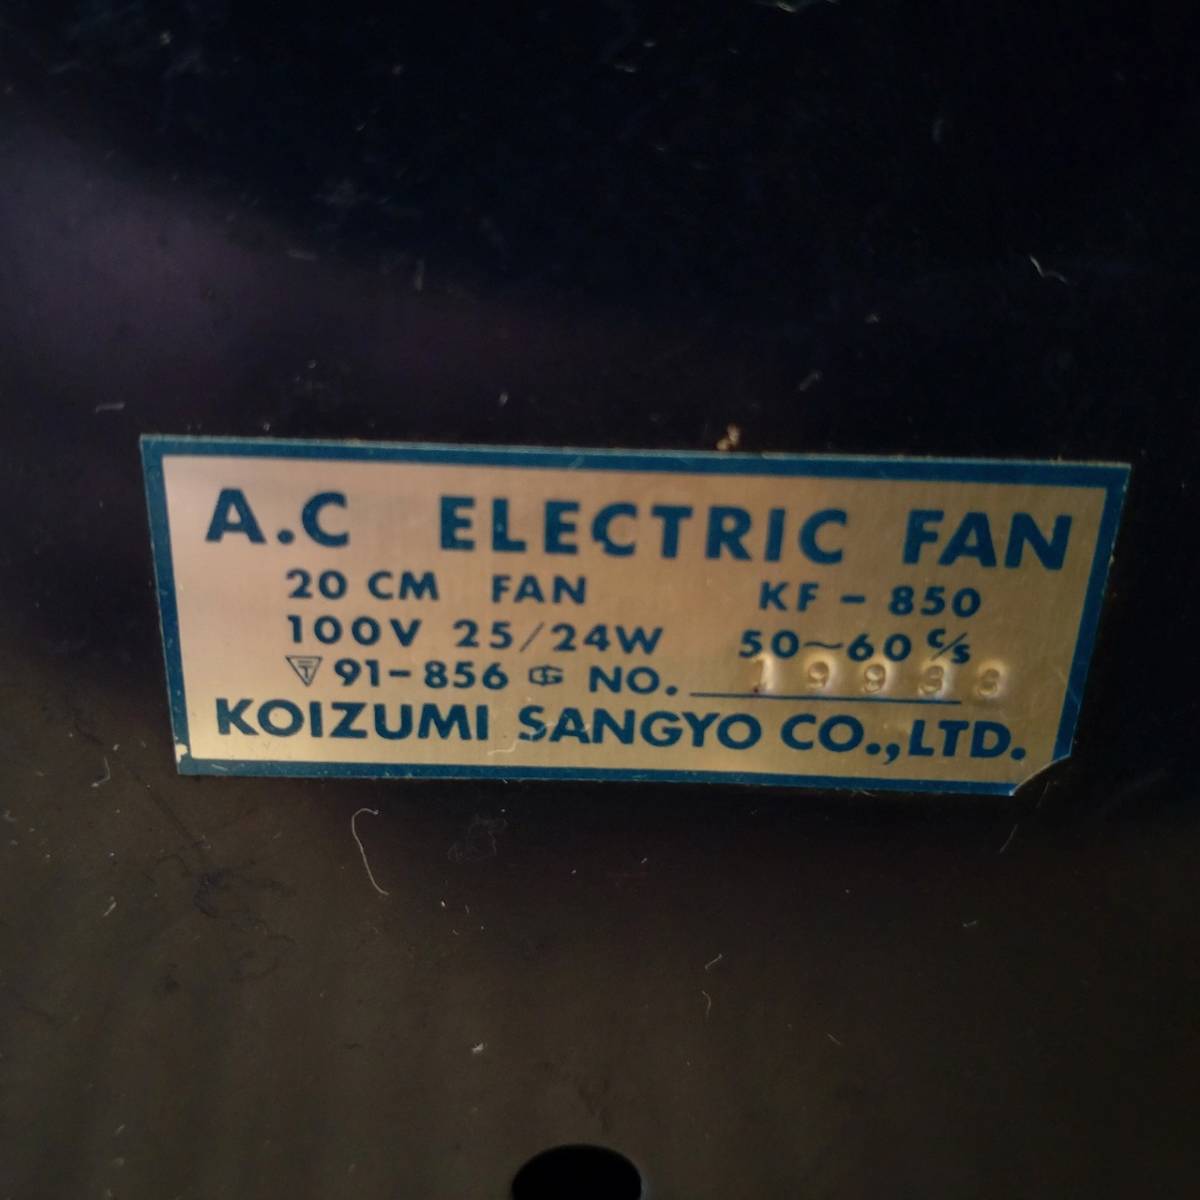 A.C ELECTRIC FAN
20 CM FAN KF - 850
100V 25/24W 50~60 c/s
91-856 NO.
KOIZUMI SANGYO CO.,LTD.